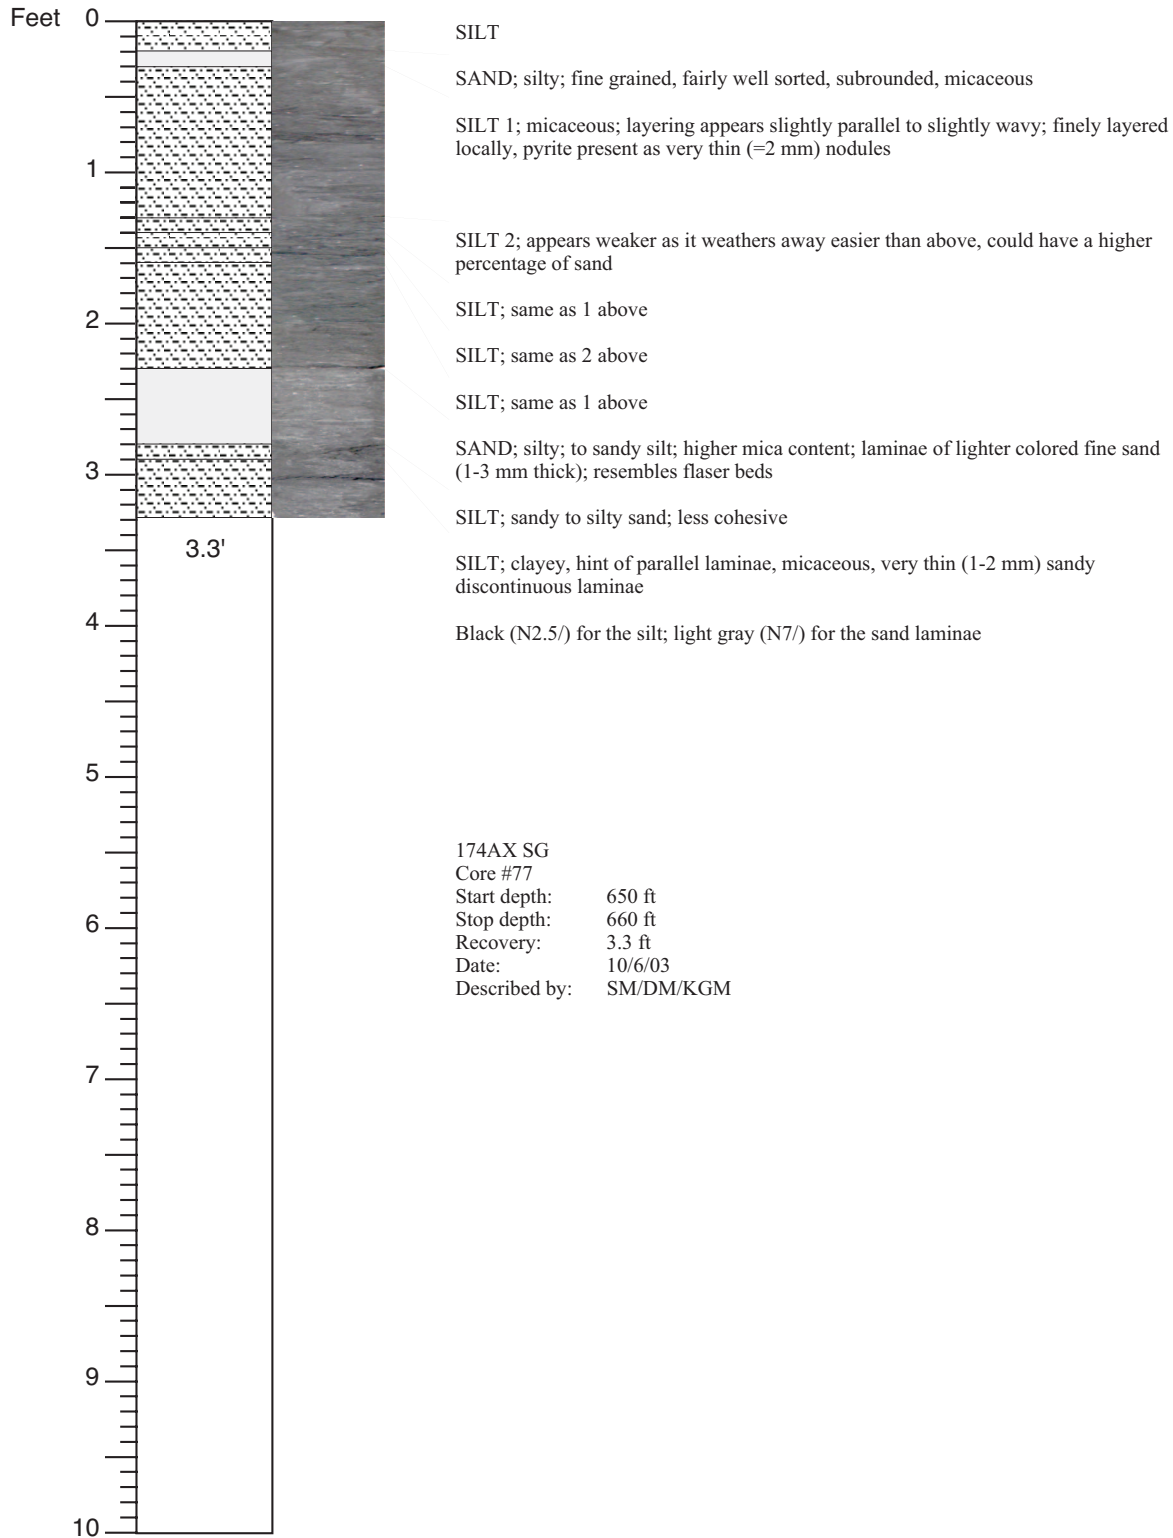 Feet 0
SILT
SAND; silty; fine grained, fairly well sorted, subrounded, micaceous
SILT 1; micaceous; layering appears slightly parallel to slightly wavy; finely layered
locally, pyrite present as very thin (=2 mm) nodules
1
SILT 2; appears weaker as it weathers away easier than above, could have a higher
percentage of sand
SILT; same as 1 above
2
SILT; same as 2 above
SILT; same as 1 above
SAND; silty; to sandy silt; higher mica content; laminae of lighter colored fine sand
(1-3 mm thick); resembles flaser beds
3
SILT; sandy to silty sand; less cohesive
3.3'
SILT; clayey, hint of parallel laminae, micaceous, very thin (1-2 mm) sandy
discontinuous laminae
4
Black (N2.5/) for the silt; light gray (N7/) for the sand laminae
5
174AX SG
Core #77
Start depth: 650 ft
Stop depth: 660 ft
6
Recovery: 3.3 ft
Date: 10/6/03
Described by: SM/DM/KGM
7
8
9
10